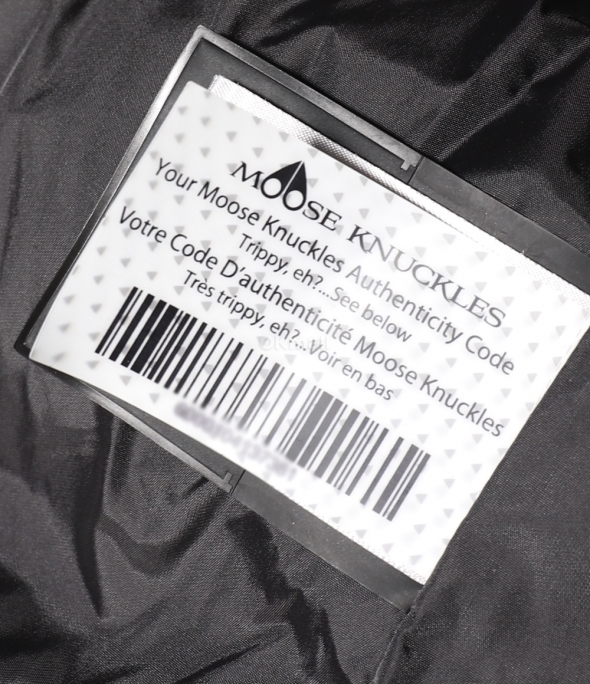 MOOSE KNUCKLES
Your Moose Knuckles Authenticity Code
Trippy, eh?...See below
Votre Code D'authenticité Moose Knuckles
Très trippy, eh?...Voir en bas